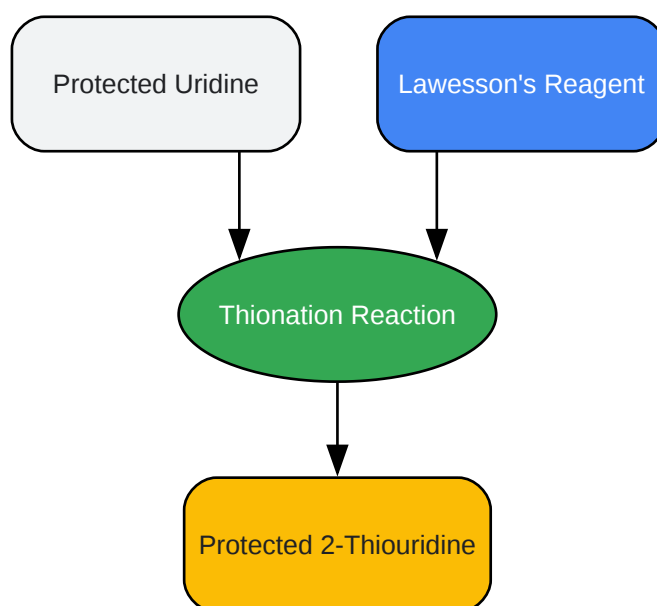 Protected Uridine
Lawesson's Reagent
Thionation Reaction
Protected 2-Thiouridine